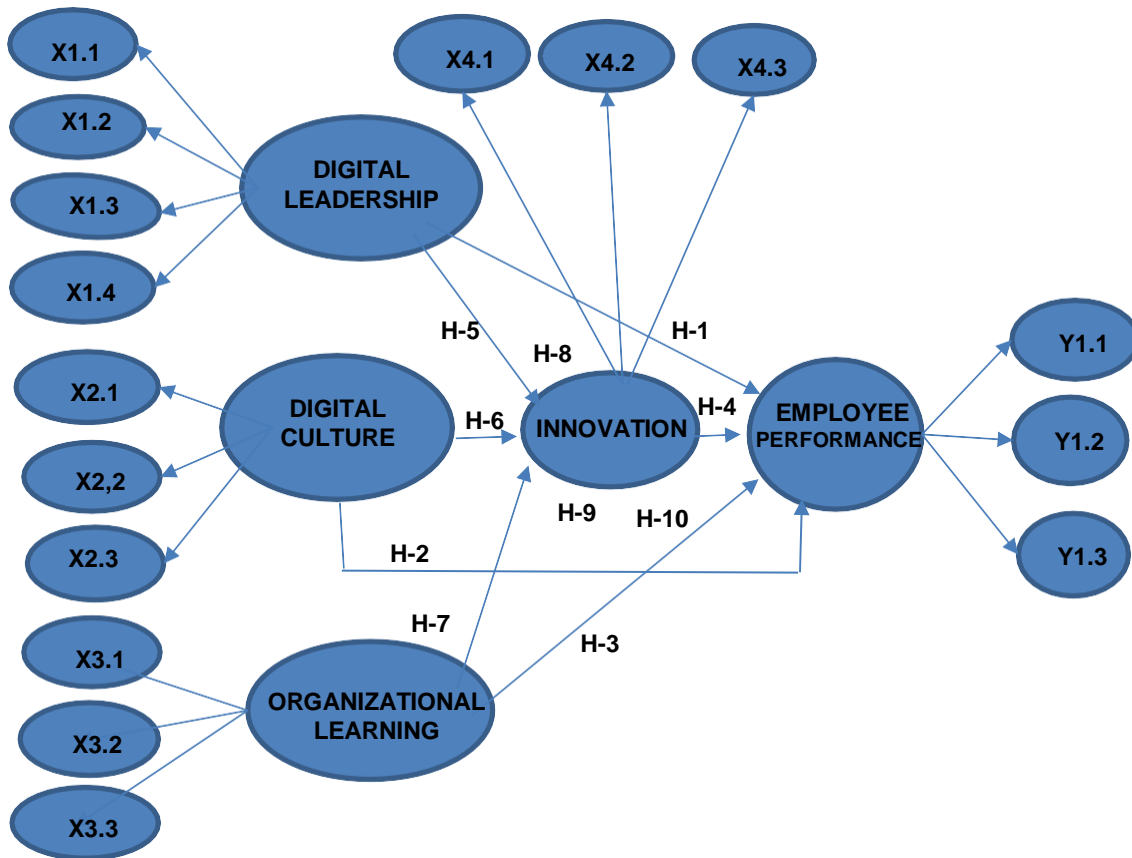 X1.1
X4.1
X4.2
X4.3
X1.2
DIGITAL
LEADERSHIP
X1.3
X1.4
H-5
H-1
H-8
Y1.1
X2.1
DIGITAL
CULTURE
H-6
INNOVATION
H-4
EMPLOYEE
PERFORMANCE
Y1.2
X2,2
H-9
H-10
X2.3
H-2
Y1.3
H-7
H-3
X3.1
ORGANIZATIONAL
LEARNING
X3.2
X3.3